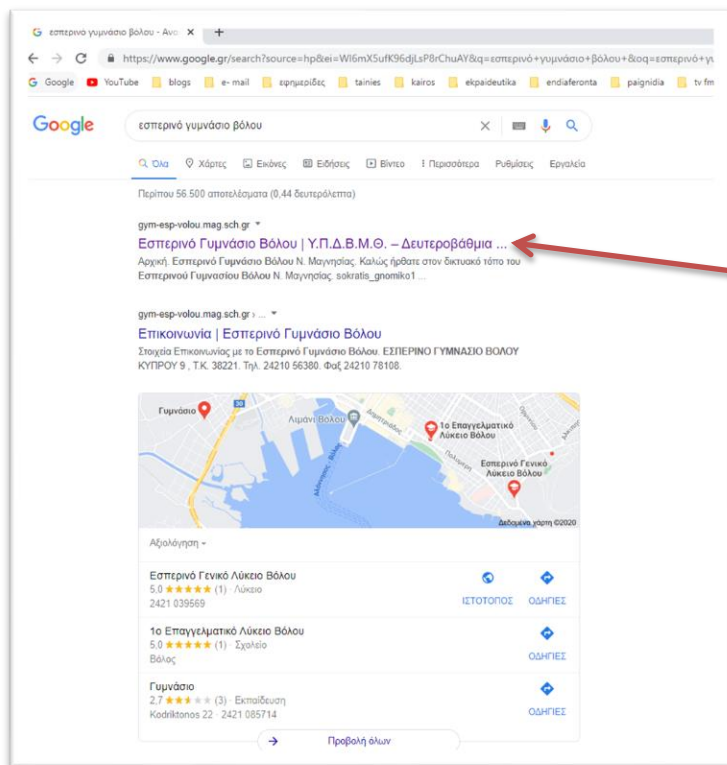 εσπερινο γυμνάσιο βόλου - Ανα
https://www.google.gr/search?source=hp&ei=WI6mX5ufK96djLsP8rChuAY&q=εσπερινό+γυμνάσιο+βόλου+&oq=εσπερινό+γυ
Google YouTube blogs e-mail εφημερίδες tainies kairos ekpaideutika endiaferonta paignidia tv fm
Google
εσπερινό γυμνάσιο βόλου
Όλα Χάρτες Εικόνες Ειδήσεις Βίντεο Περισσότερα Ρυθμίσεις Εργαλεία
Περίπου 56.500 αποτελέσματα (0,44 δευτερόλεπτα)
gym-esp-volou.mag.sch.gr
Εσπερινό Γυμνάσιο Βόλου | Υ.Π.Δ.Β.Μ.Θ. – Δευτεροβάθμια ...
Αρχική. Εσπερινό Γυμνάσιο Βόλου Ν. Μαγνησίας. Καλώς ήρθατε στον δικτυακό τόπο του
Εσπερινού Γυμνασίου Βόλου Ν. Μαγνησίας. sokratis_gnomiko1 ...
gym-esp-volou.mag.sch.gr › ...
Επικοινωνία | Εσπερινό Γυμνάσιο Βόλου
Στοιχεία Επικοινωνίας με το Εσπερινό Γυμνάσιο Βόλου. ΕΣΠΕΡΙΝΟ ΓΥΜΝΑΣΙΟ ΒΟΛΟΥ
ΚΥΠΡΟΥ 9 , Τ.Κ. 38221. Τηλ. 24210 56380. Φαξ 24210 78108.
30
Γυμνάσιο
Λιμάνι Βόλου
Δημητριάδος
1ο Επαγγελματικό
Λύκειο Βόλου
Πολυμέρη
Εσπερινό Γενικό
Λύκειο Βόλου
Δεδομένα χάρτη ©2020
Αξιολόγηση
Εσπερινό Γενικό Λύκειο Βόλου
5,0 (1) · Λύκειο
2421 039569
ΙΣΤΟΤΟΠΟΣ ΟΔΗΓΙΕΣ
1ο Επαγγελματικό Λύκειο Βόλου
5,0 (1) · Σχολείο
Βόλος
ΟΔΗΓΙΕΣ
Γυμνάσιο
2,7 (3) · Εκπαίδευση
Kodriktonos 22 · 2421 085714
ΟΔΗΓΙΕΣ
Προβολή όλων